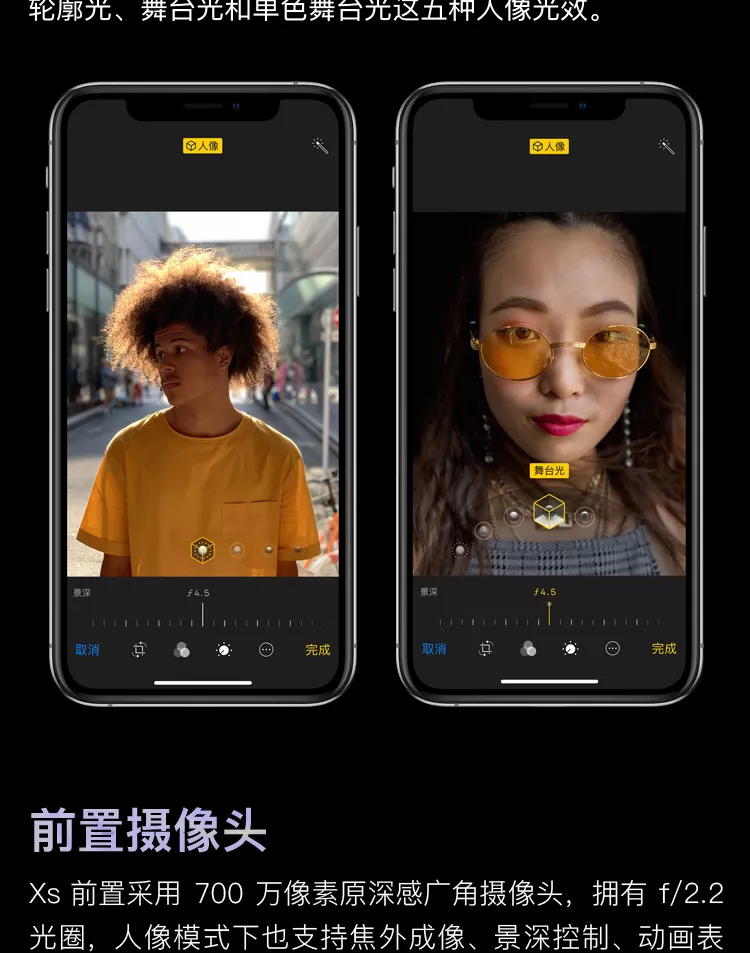 轮廓光、舞台光和单色舞台光这五种人像光效。
人像
人像
舞台光
景深
ƒ4.5
景深
ƒ4.5
取消
完成
取消
完成
前置摄像头
Xs 前置采用 700 万像素原深感广角摄像头，拥有 f/2.2
光圈，人像模式下也支持焦外成像、景深控制、动画表